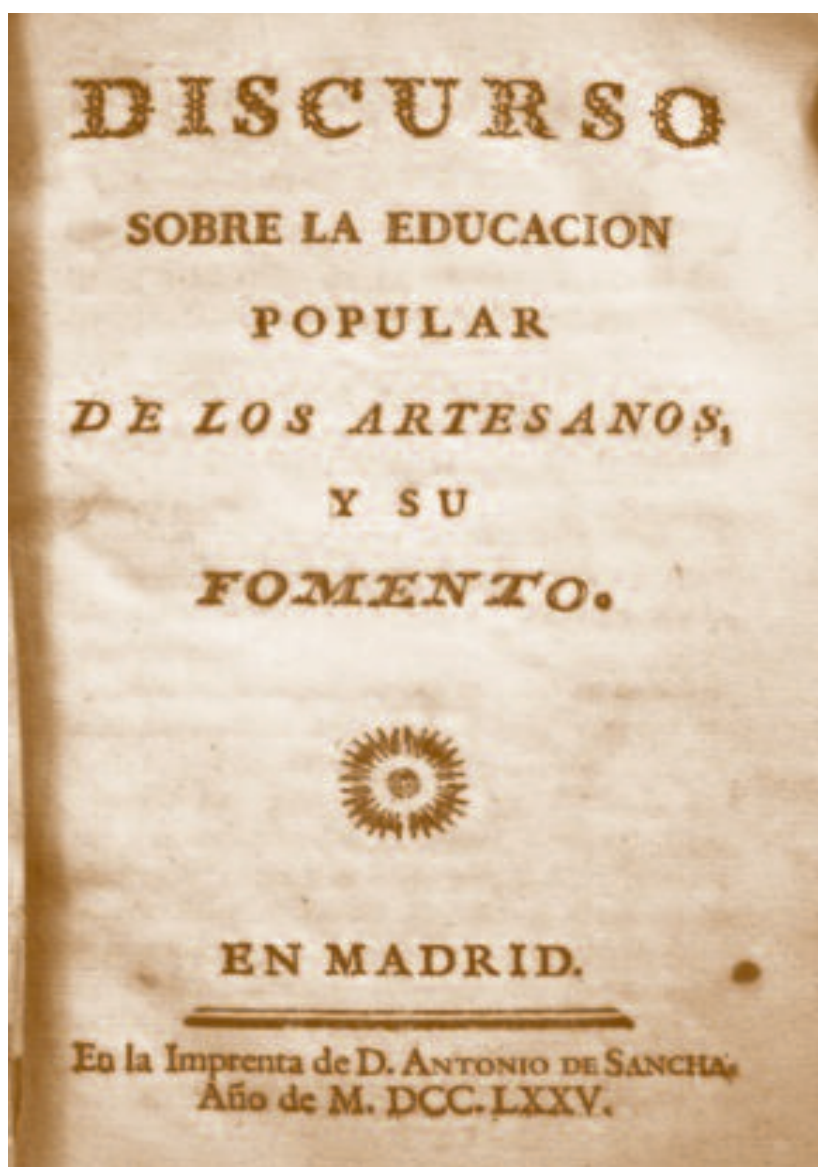 DISCURSO
SOBRE LA EDUCACION
POPULAR
DE LOS ARTESANOS,
Y SU
FOMENTO.
EN MADRID.
En la Imprenta de D. ANTONIO DE SANCHA.
Año de M. DCC. LXXV.